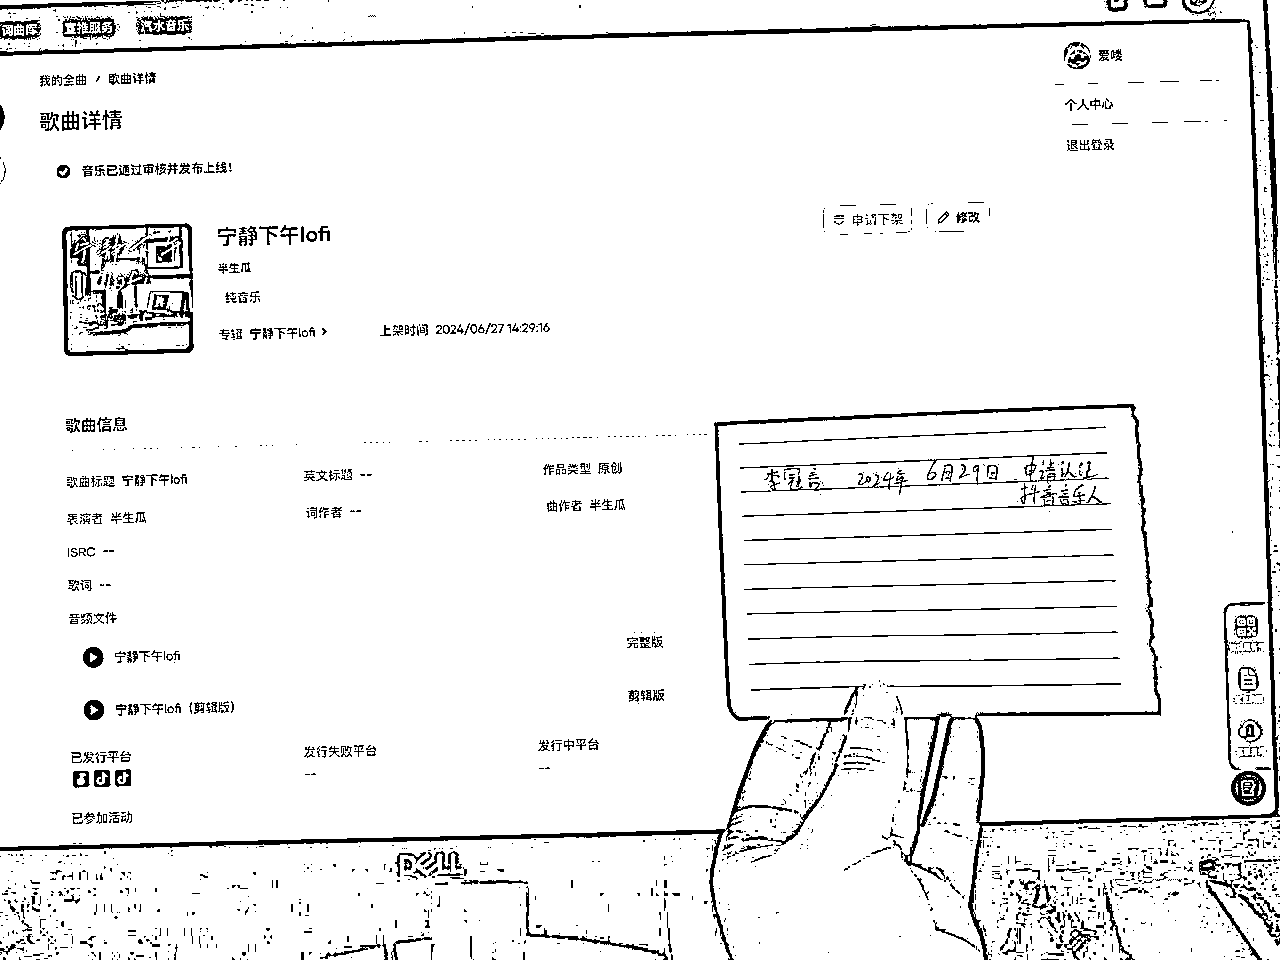 词曲库 直推服务 汽水音乐
我的全曲 / 歌曲详情
爱喽
个人中心
退出登录
歌曲详情
音乐已通过审核并发布上线!
申请下架 修改
宁静下午lofi
半生瓜
纯音乐
专辑 宁静下午lofi > 上架时间 2024/06/27 14:29:16
歌曲信息
歌曲标题 宁静下午lofi 英文标题 -- 作品类型 原创
表演者 半生瓜 词作者 -- 曲作者 半生瓜
ISRC --
歌词 --
音频文件
宁静下午lofi 完整版
宁静下午lofi（剪辑版） 剪辑版
已发行平台 发行失败平台 发行中平台
-- --
已参加活动
李冠言 2024年 6月29日 申请认证
抖音音乐人
DELL